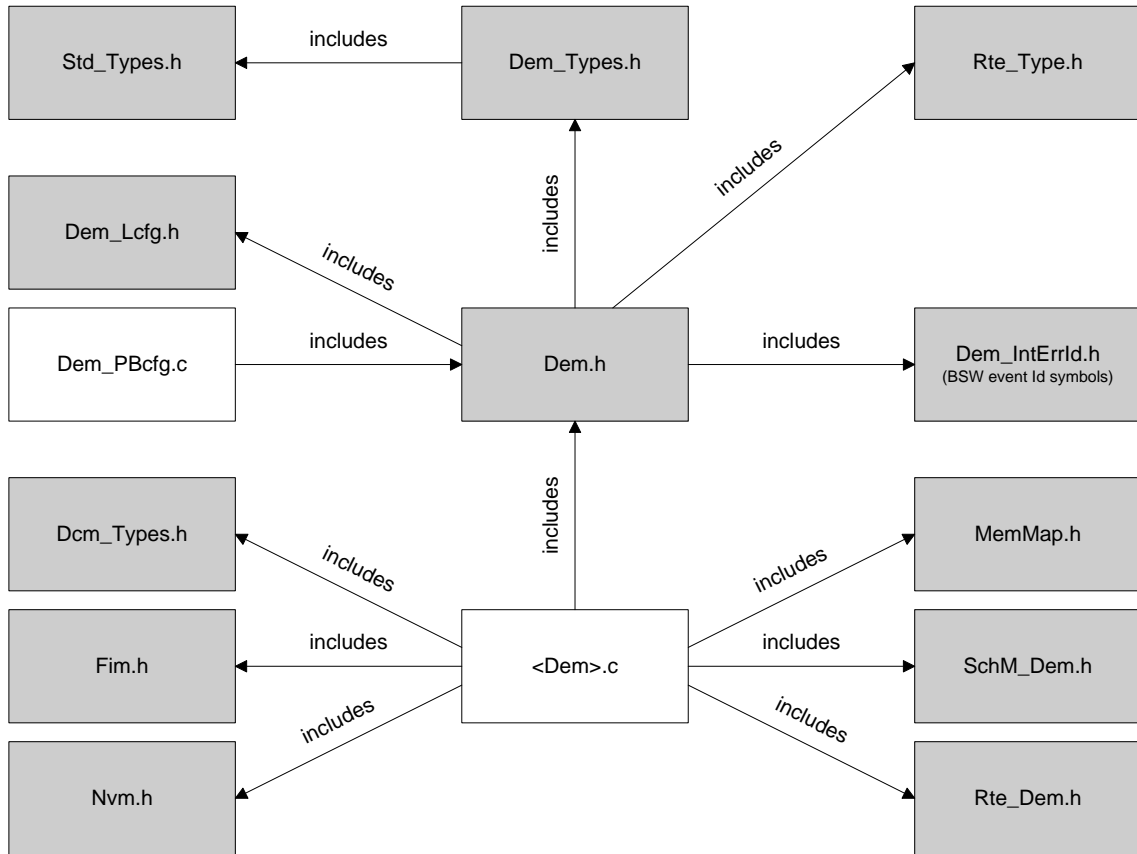 Std_Types.h
includes
Dem_Types.h
Rte_Type.h
includes
includes
Dem_Lcfg.h
includes
Dem_PBcfg.c
includes
Dem.h
includes
Dem_IntErrId.h
(BSW event Id symbols)
includes
Dcm_Types.h
includes
includes
MemMap.h
Fim.h
includes
<Dem>.c
includes
SchM_Dem.h
includes
includes
Nvm.h
Rte_Dem.h